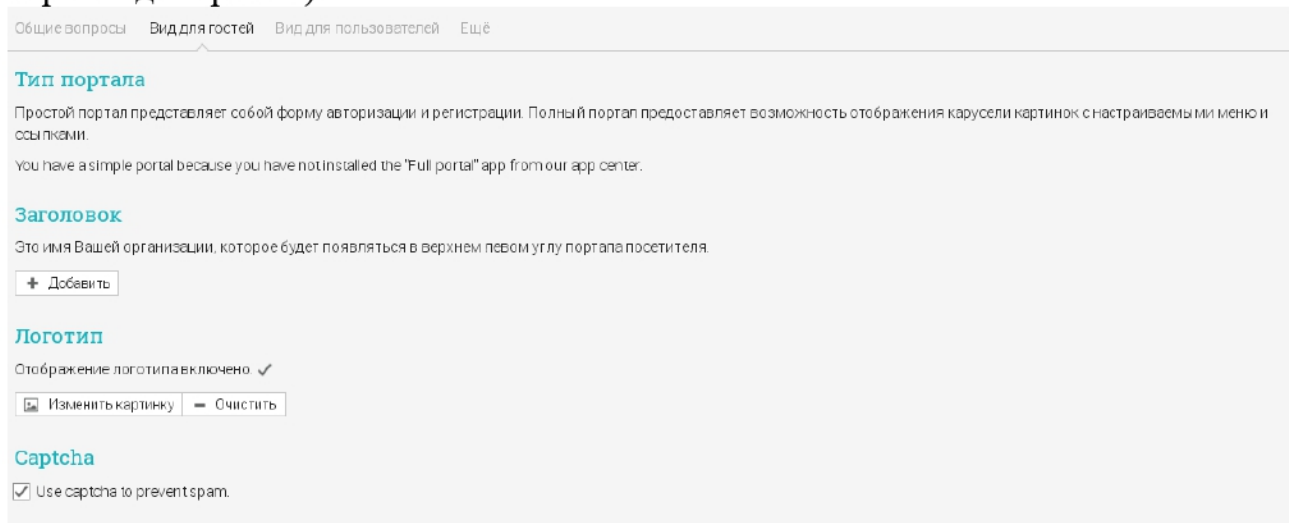 Общие вопросы Вид для гостей Вид для пользователей Ещё
Тип портала
Простой портал представляет собой форму авторизации и регистрации. Полный портал предоставляет возможность отображения карусели картинок с настраиваемыми меню и
ссылками.
You have a simple portal because you have not installed the "Full portal" app from our app center.
Заголовок
Это имя Вашей организации, которое будет появляться в верхнем левом углу портала посетителя.
Добавить
Логотип
Отображение логотипа включено.
Изменить картинку Очистить
Captcha
Use captcha to prevent spam.